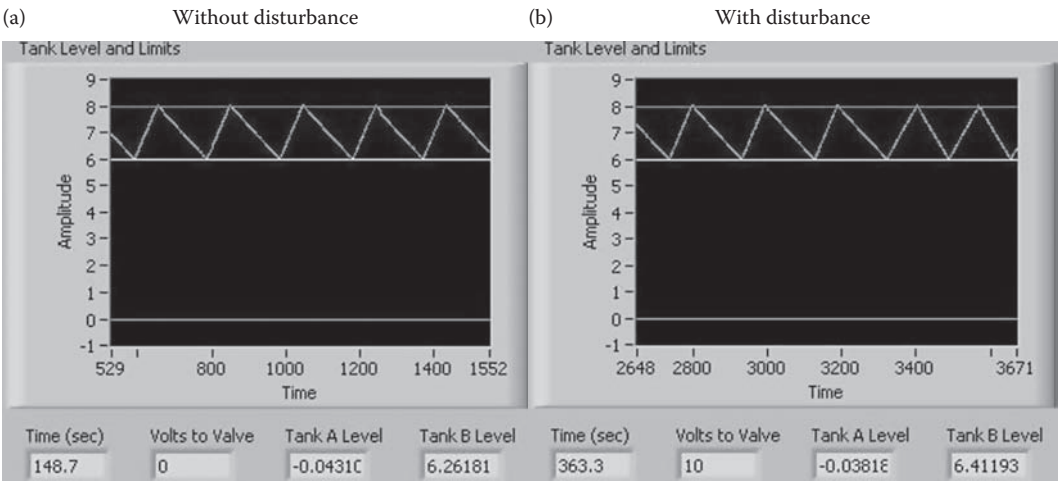 (a) Without disturbance
Tank Level and Limits
9
8
7
6
5
4
3
2
1
0
-1
Amplitude
529 800 1000 1200 1400 1552
Time
Time (sec) Volts to Valve Tank A Level Tank B Level
148.7 0 -0.0431C 6.26181
(b) With disturbance
Tank Level and Limits
9
8
7
6
5
4
3
2
1
0
-1
Amplitude
2648 2800 3000 3200 3400 3671
Time
Time (sec) Volts to Valve Tank A Level Tank B Level
363.3 10 -0.0381 6.41193